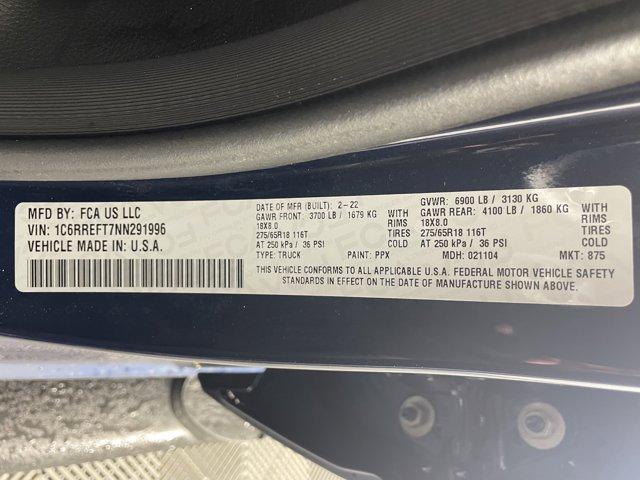 MFD BY: FCA US LLC
VIN: 1C6RREFT7NN291996
VEHICLE MADE IN U.S.A.
DATE OF MFR (BUILT): 2-22 GVWR: 6900 LB / 3130 KG
GAWR FRONT: 3700 LB / 1679 KG WITH GAWR REAR: 4100 LB / 1860 KG WITH
18X8.0 RIMS 18X8.0 RIMS
275/65R18 116T TIRES 275/65R18 116T TIRES
AT 250 kPa / 36 PSI COLD AT 250 kPa / 36 PSI COLD
TYPE: TRUCK PAINT: PPX MDH: 021104 MKT: 875
THIS VEHICLE CONFORMS TO ALL APPLICABLE U.S.A. FEDERAL MOTOR VEHICLE SAFETY
STANDARDS IN EFFECT ON THE DATE OF MANUFACTURE SHOWN ABOVE.